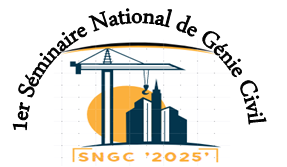 1er Séminaire National de Génie Civil
SNGC '2025'